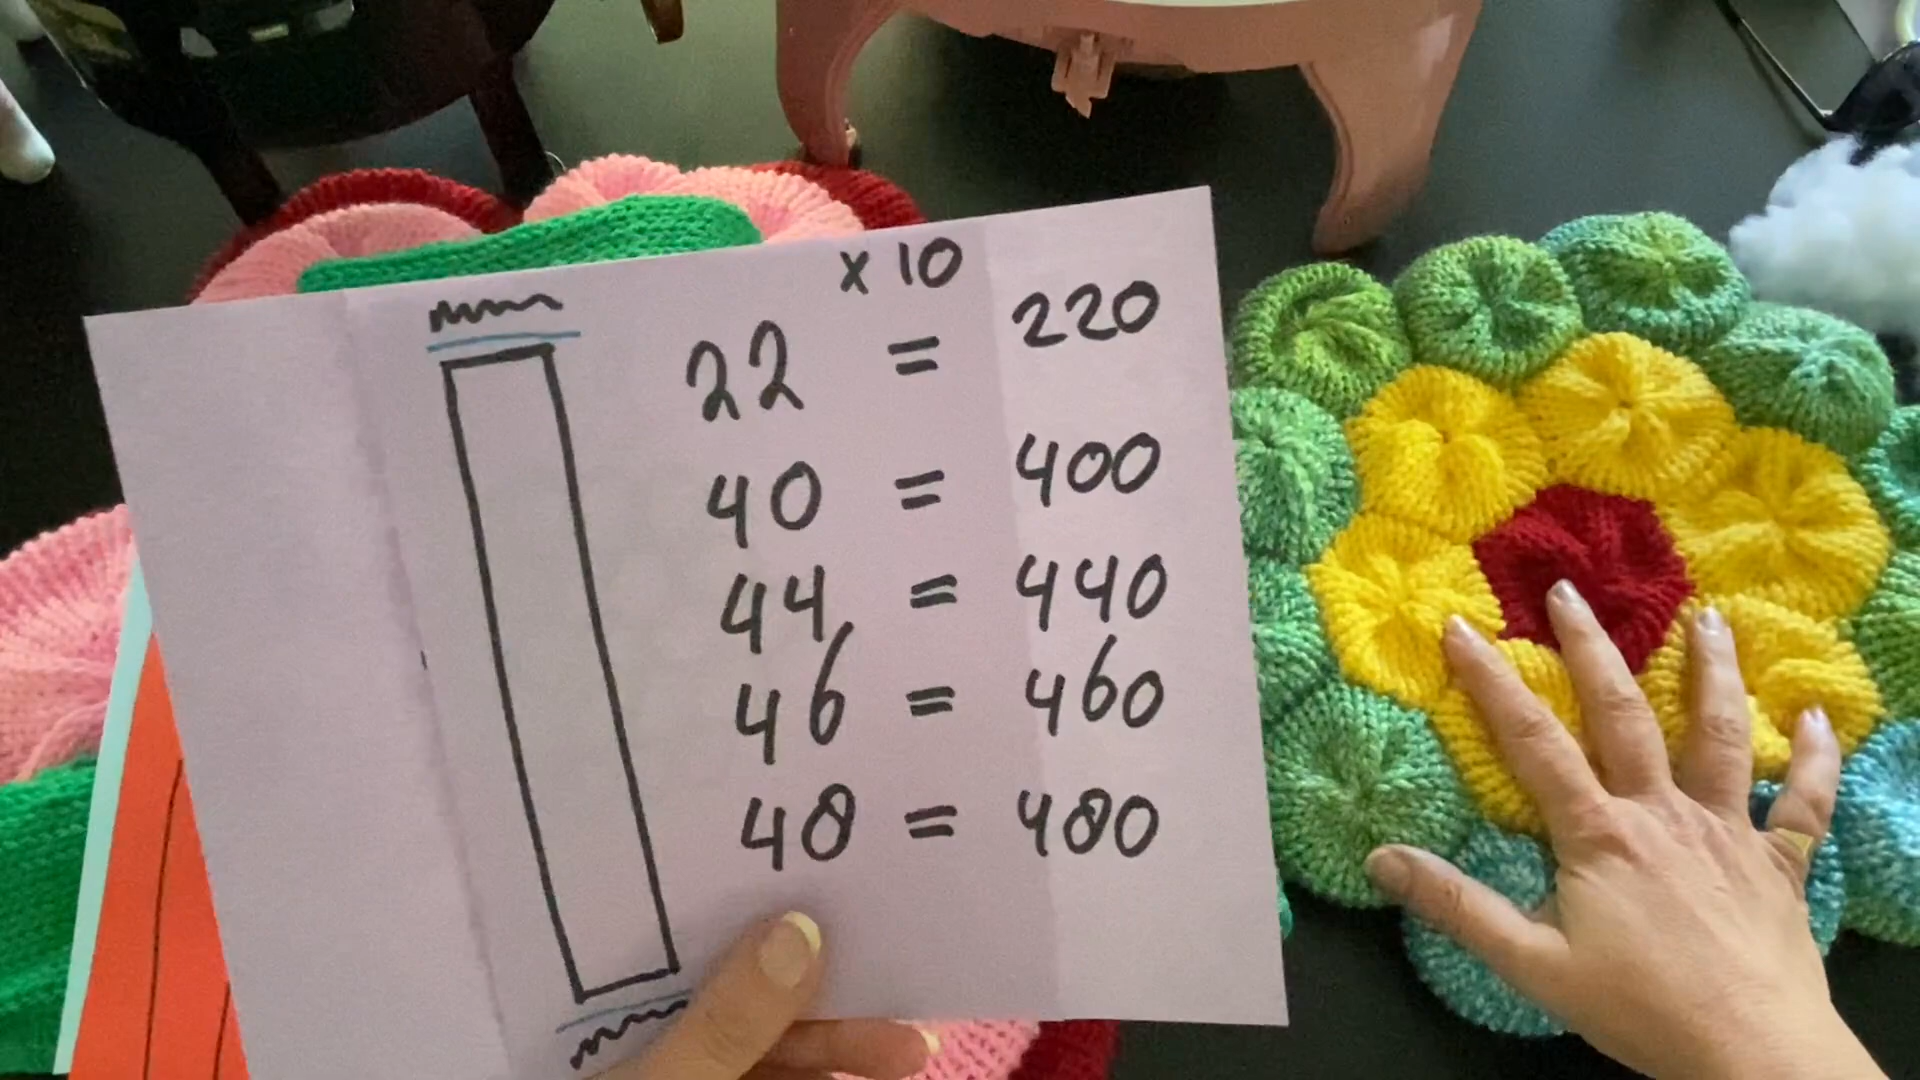 x 10
22 = 220
40 = 400
44 = 440
46 = 460
48 = 480